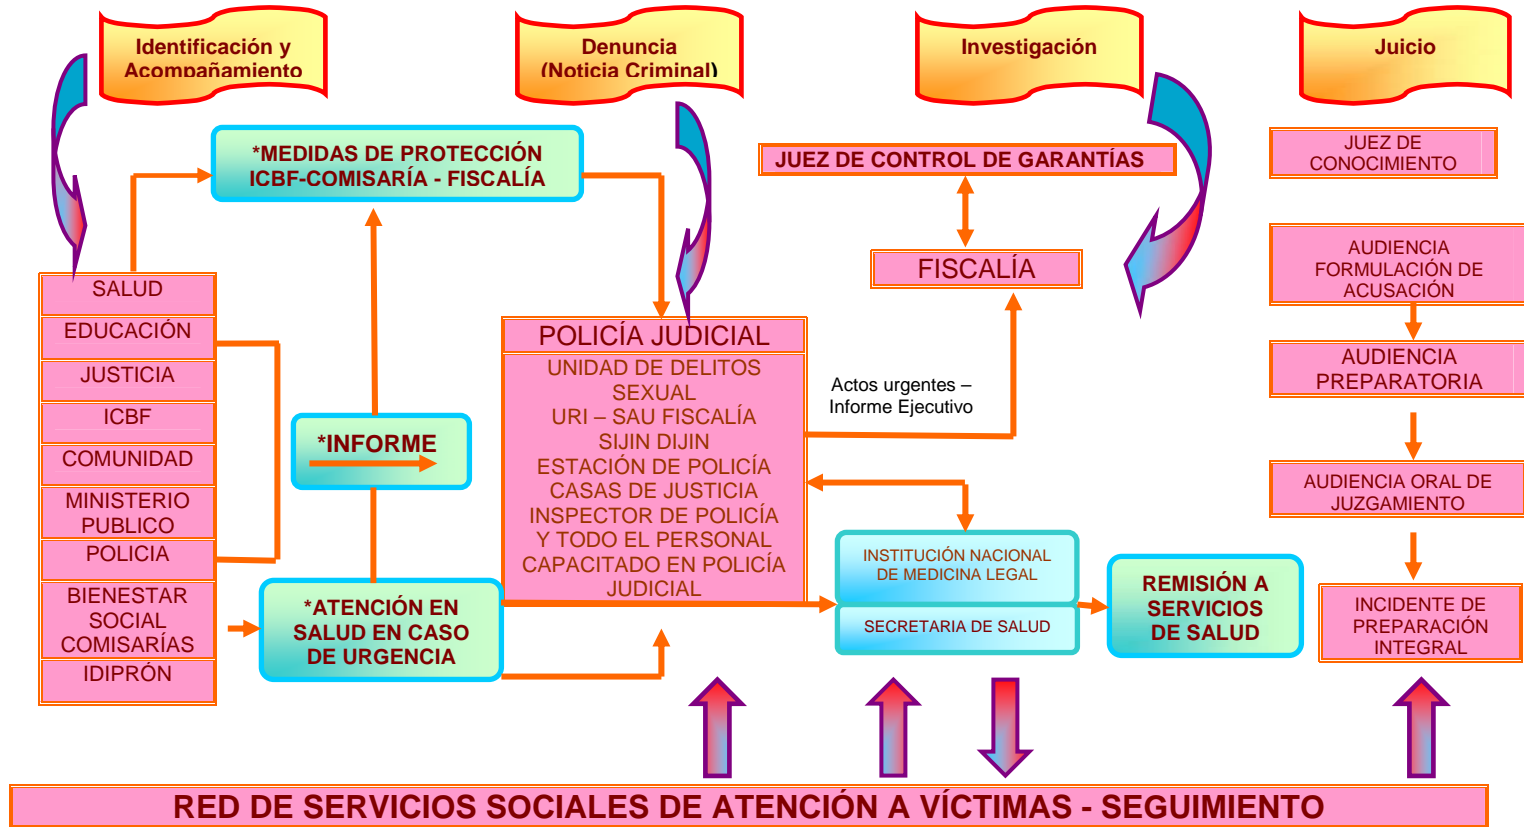 Identificación y
Acompañamiento
Denuncia
(Noticia Criminal)
Investigación
Juicio
*MEDIDAS DE PROTECCIÓN
ICBF-COMISARÍA - FISCALÍA
JUEZ DE CONTROL DE GARANTÍAS
JUEZ DE
CONOCIMIENTO
FISCALÍA
AUDIENCIA
FORMULACIÓN DE
ACUSACIÓN
SALUD
EDUCACIÓN
JUSTICIA
ICBF
COMUNIDAD
MINISTERIO
PUBLICO
POLICIA
BIENESTAR
SOCIAL
COMISARÍAS
IDIPRÓN
*INFORME
*ATENCIÓN EN
SALUD EN CASO
DE URGENCIA
POLICÍA JUDICIAL
UNIDAD DE DELITOS
SEXUAL
URI – SAU FISCALÍA
SIJIN DIJIN
ESTACIÓN DE POLICÍA
CASAS DE JUSTICIA
INSPECTOR DE POLICÍA
Y TODO EL PERSONAL
CAPACITADO EN POLICÍA
JUDICIAL
Actos urgentes –
Informe Ejecutivo
INSTITUCIÓN NACIONAL
DE MEDICINA LEGAL
SECRETARIA DE SALUD
REMISIÓN A
SERVICIOS
DE SALUD
AUDIENCIA
PREPARATORIA
AUDIENCIA ORAL DE
JUZGAMIENTO
INCIDENTE DE
PREPARACIÓN
INTEGRAL
RED DE SERVICIOS SOCIALES DE ATENCIÓN A VÍCTIMAS - SEGUIMIENTO